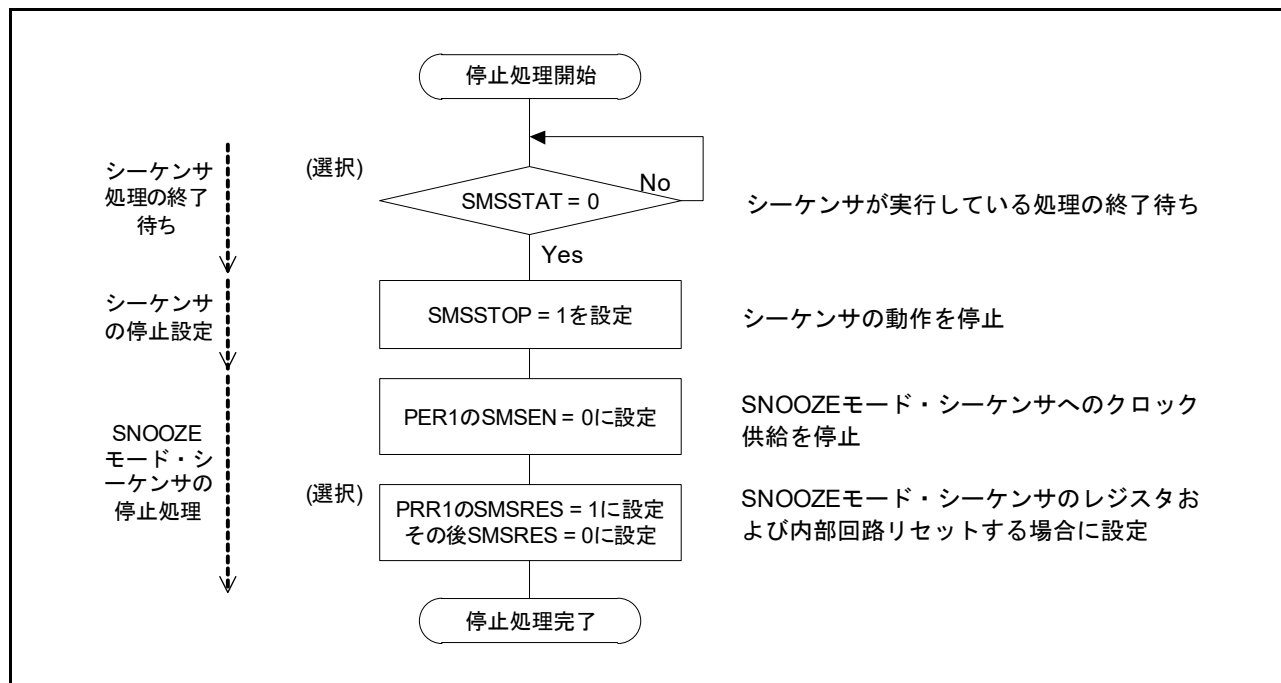 停止処理開始
シーケンサ
処理の終了
待ち
(選択)
SMSSTAT = 0
No
シーケンサが実行している処理の終了待ち
Yes
シーケンサ
の停止設定
SMSSTOP = 1を設定
シーケンサの動作を停止
SNOOZE
モード・シ
ーケンサの
停止処理
PER1のSMSEN = 0に設定
SNOOZEモード・シーケンサへのクロック
供給を停止
(選択)
PRR1のSMSRES = 1に設定
その後SMSRES = 0に設定
SNOOZEモード・シーケンサのレジスタお
よび内部回路リセットする場合に設定
停止処理完了